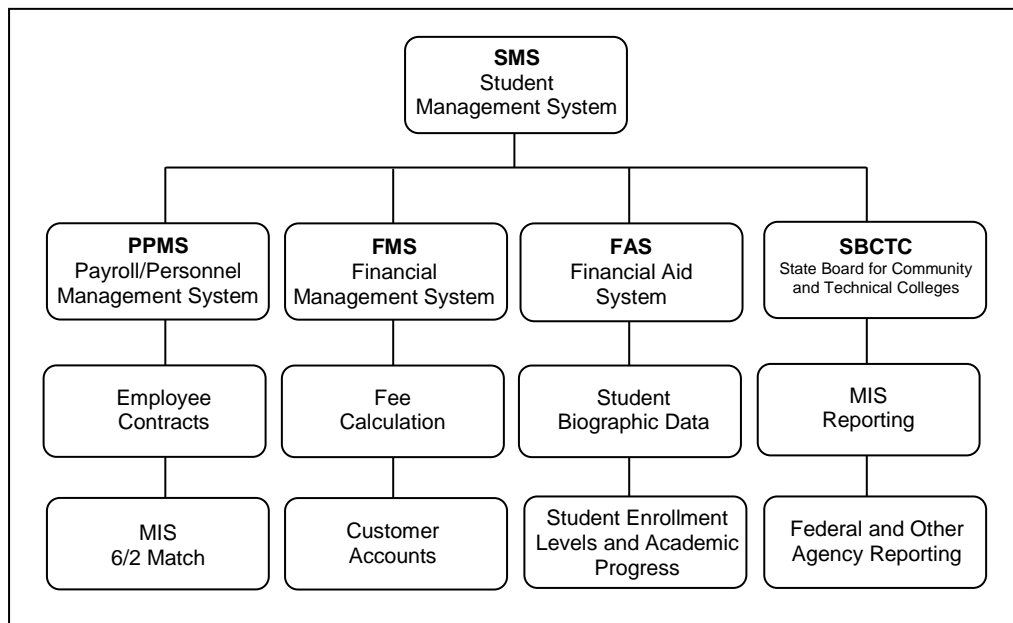 SMS
Student
Management System
PPMS
Payroll/Personnel
Management System
FMS
Financial
Management System
FAS
Financial Aid
System
SBCTC
State Board for Community
and Technical Colleges
Employee
Contracts
Fee
Calculation
Student
Biographic Data
MIS
Reporting
MIS
6/2 Match
Customer
Accounts
Student Enrollment
Levels and Academic
Progress
Federal and Other
Agency Reporting